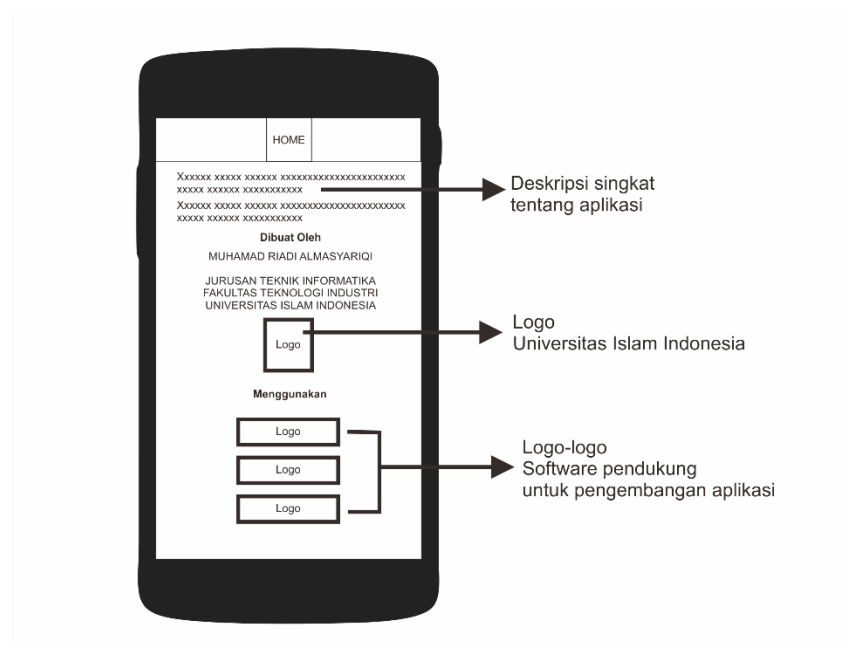 HOME
Xxxxxx xxxxx xxxxxx xxxxxxxxxxxxxxxxxxxxxxx
xxxxx xxxxxx xxxxxxxxxxx
Xxxxxx xxxxx xxxxxx xxxxxxxxxxxxxxxxxxxxxxx
xxxxx xxxxxx xxxxxxxxxxx
Deskripsi singkat
tentang aplikasi
Dibuat Oleh
MUHAMAD RIADI ALMASYARIQI
JURUSAN TEKNIK INFORMATIKA
FAKULTAS TEKNOLOGI INDUSTRI
UNIVERSITAS ISLAM INDONESIA
Logo
Logo
Universitas Islam Indonesia
Menggunakan
Logo
Logo
Logo
Logo-logo
Software pendukung
untuk pengembangan aplikasi